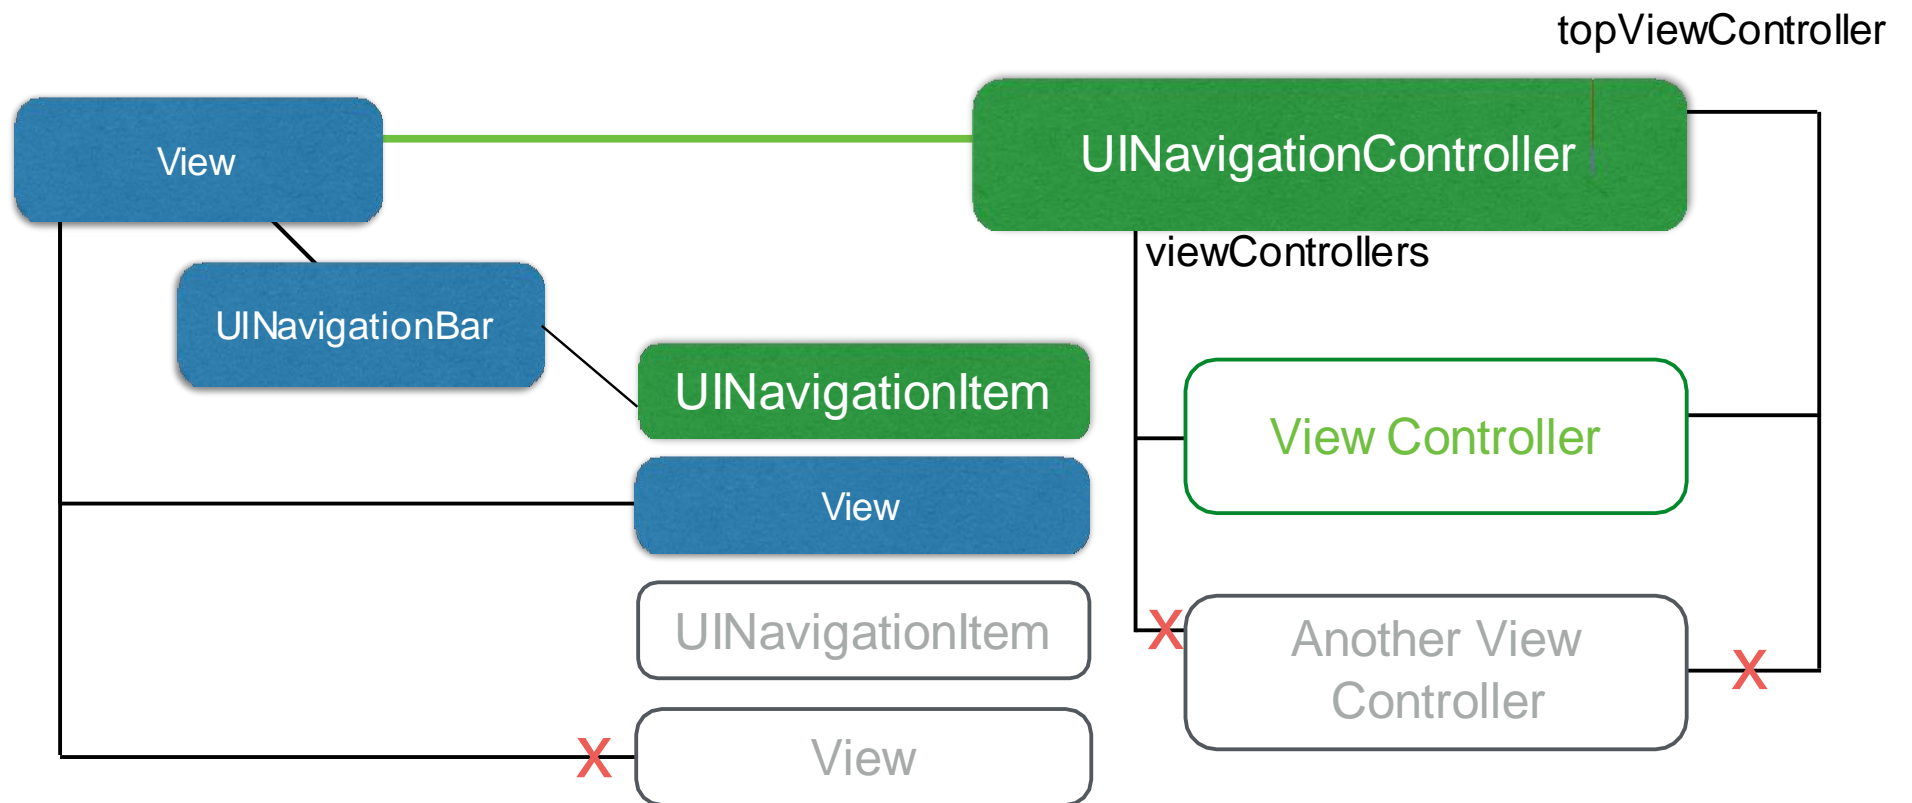 topViewController
View
UINavigationController
viewControllers
UINavigationBar
UINavigationItem
View Controller
View
UINavigationItem
X
Another View
Controller
X
X
View